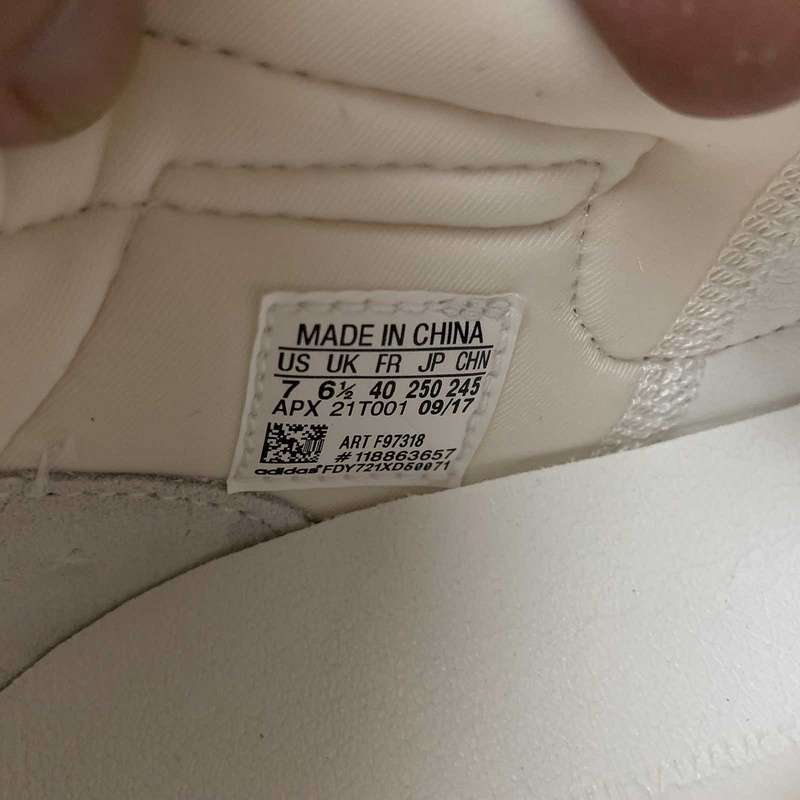 MADE IN CHINA
US UK FR JP CHN
7 6½ 40 250 245
APX 21T001 09/17
ART F97318
# 118863657
adidas FDY721XD50071